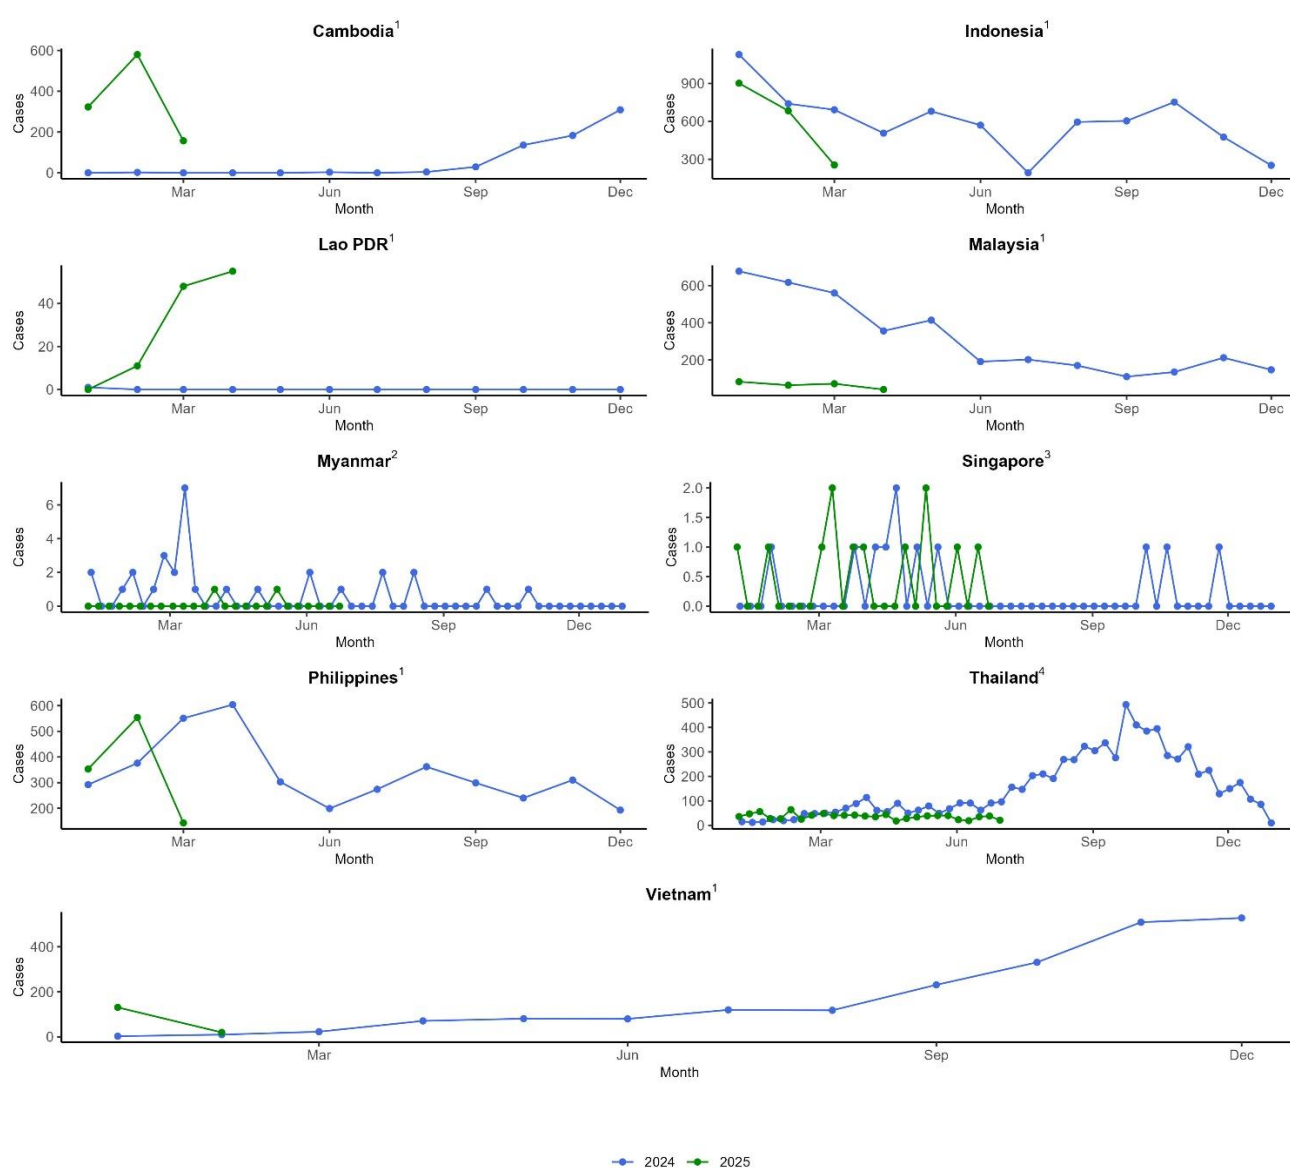 Cambodia1
600
400
200
0
Cases
Mar Jun Sep Dec
Month
Indonesia1
900
600
300
Cases
Mar Jun Sep Dec
Month
Lao PDR1
40
20
0
Cases
Mar Jun Sep Dec
Month
Malaysia1
600
400
200
Cases
Mar Jun Sep Dec
Month
Myanmar2
6
4
2
0
Cases
Mar Jun Sep Dec
Month
Singapore3
2.0
1.5
1.0
0.5
0.0
Cases
Mar Jun Sep Dec
Month
Philippines1
600
500
400
300
200
Cases
Mar Jun Sep Dec
Month
Thailand4
500
400
300
200
100
0
Cases
Mar Jun Sep Dec
Month
Vietnam1
400
200
0
Cases
Mar Jun Sep Dec
Month
2024 2025